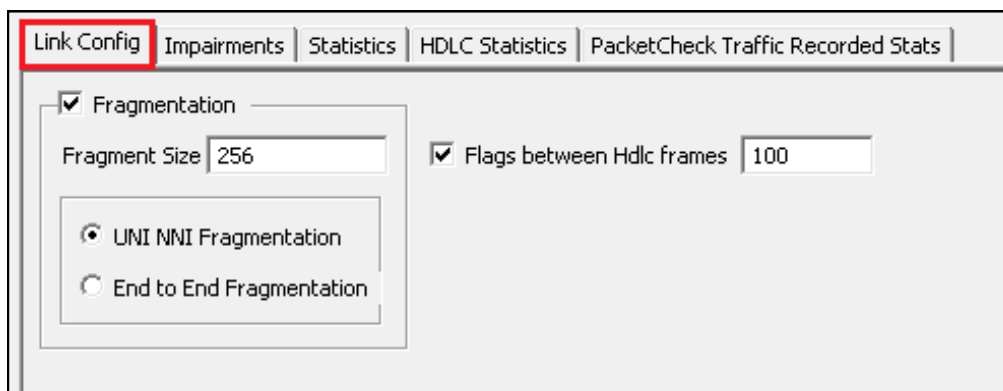 Link Config Impairments Statistics HDLC Statistics PacketCheck Traffic Recorded Stats
Fragmentation
Fragment Size 256
Flags between Hdlc frames 100
UNI NNI Fragmentation
End to End Fragmentation